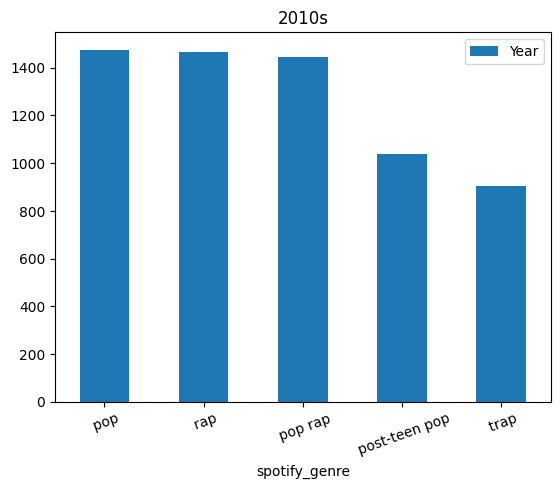 2010s
Year
1400
1200
1000
800
600
400
200
0
pop
rap
pop rap
post-teen pop
trap
spotify_genre